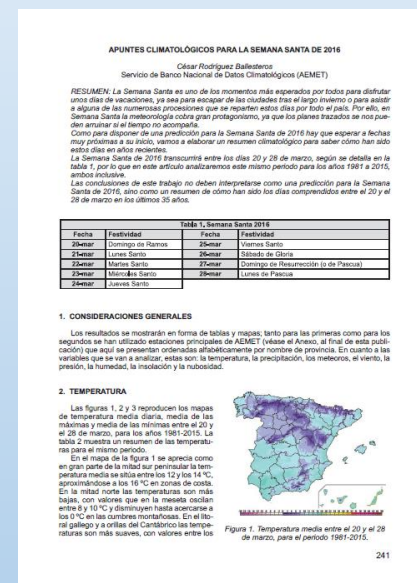 APUNTES CLIMATOLÓGICOS PARA LA SEMANA SANTA DE 2016
César Rodríguez Ballesteros
Servicio de Banco Nacional de Datos Climatológicos (AEMET)
RESUMEN: La Semana Santa es uno de los momentos más esperados por todos para disfrutar
unos días de vacaciones, ya sea para escapar de las ciudades tras el largo invierno o para asistir
a alguna de las numerosas procesiones que se reparten estos días por todo el país. Por ello, en
Semana Santa la meteorología cobra gran protagonismo, ya que los planes trazados se nos pue-
den arruinar si el tiempo no acompaña.
Como para disponer de una predicción para la Semana Santa de 2016 hay que esperar a fechas
muy próximas a su inicio, vamos a elaborar un resumen climatológico para saber cómo han sido
estos días en años recientes.
La Semana Santa de 2016 transcurrirá entre los días 20 y 28 de marzo, según se detalla en la
tabla 1, por lo que en este artículo analizaremos este mismo periodo para los años 1981 a 2015,
ambos inclusive.
Las conclusiones de este trabajo no deben interpretarse como una predicción para la Semana
Santa de 2016, sino como un resumen de cómo han sido los días comprendidos entre el 20 y el
28 de marzo en los últimos 35 años.
Tabla 1. Semana Santa 2016
Fecha Festividad Fecha Festividad
20-mar Domingo de Ramos 25-mar Viernes Santo
21-mar Lunes Santo 26-mar Sábado de Gloria
22-mar Martes Santo 27-mar Domingo de Resurrección (o de Pascua)
23-mar Miércoles Santo 28-mar Lunes de Pascua
24-mar Jueves Santo
1. CONSIDERACIONES GENERALES
Los resultados se mostrarán en forma de tablas y mapas; tanto para las primeras como para los
segundos se han utilizado estaciones principales de AEMET (véase el Anexo, al final de esta publi-
cación) que aquí se presentan ordenadas alfabéticamente por nombre de provincia. En cuanto a las
variables que se van a analizar, estas son: la temperatura, la precipitación, los meteoros, el viento, la
presión, la humedad, la insolación y la nubosidad.
2. TEMPERATURA
Las figuras 1, 2 y 3 reproducen los mapas
de temperatura media diaria, media de las
máximas y media de las mínimas entre el 20 y
el 28 de marzo, para los años 1981-2015. La
tabla 2 muestra un resumen de las temperatu-
ras para el mismo periodo.
En el mapa de la figura 1 se aprecia como
en gran parte de la mitad sur peninsular la tem-
peratura media se sitúa entre los 12 y los 14 ºC,
aproximándose a los 16 ºC en zonas de costa.
En la mitad norte las temperaturas son más
bajas, con valores que en la meseta oscilan
entre 8 y 10 ºC y disminuyen hasta acercarse a
los 0 ºC en las cumbres montañosas. En el lito-
ral gallego y a orillas del Cantábrico las tempe-
raturas son más suaves, con valores entre los
Figura 1. Temperatura media entre el 20 y el 28
de marzo, para el periodo 1981-2015.
241